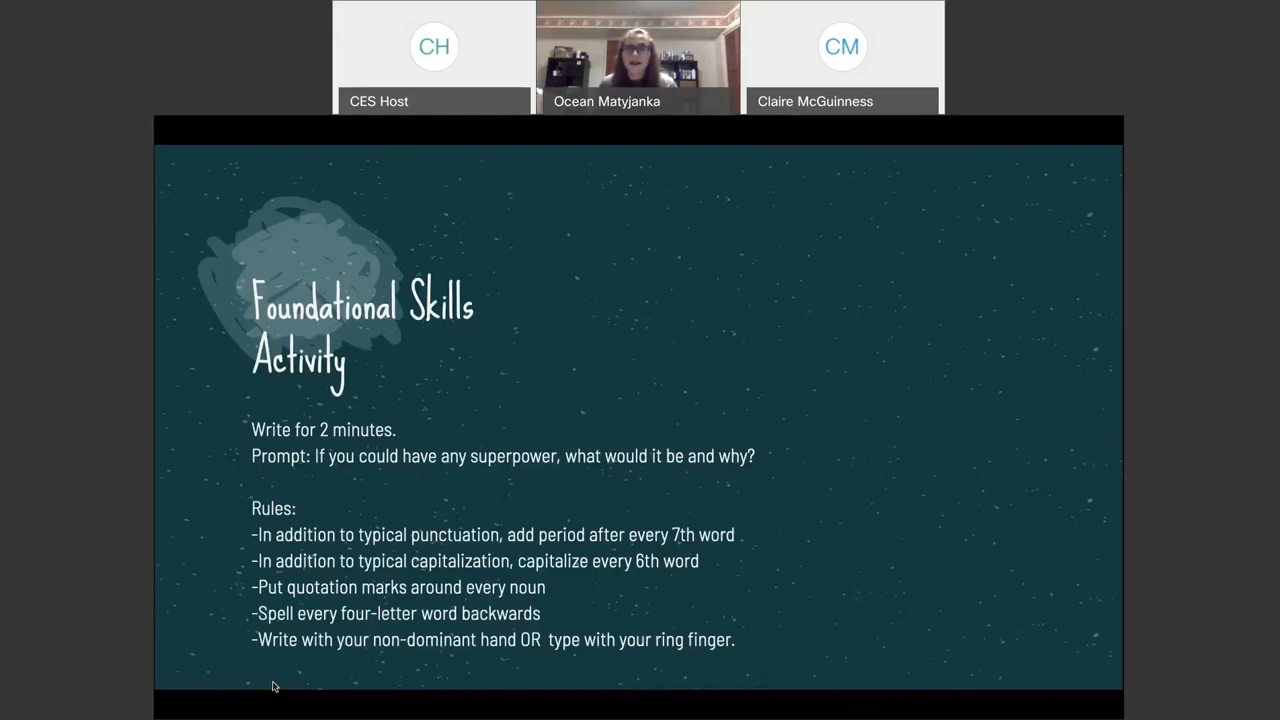 CH
CM
CES Host
Ocean Matyjanka
Claire McGuinness
Foundational Skills
Activity
Write for 2 minutes.
Prompt: If you could have any superpower, what would it be and why?
Rules:
-In addition to typical punctuation, add period after every 7th word
-In addition to typical capitalization, capitalize every 6th word
-Put quotation marks around every noun
-Spell every four-letter word backwards
-Write with your non-dominant hand OR  type with your ring finger.